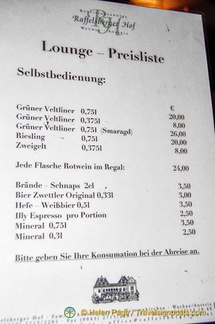 Raffelsberger Hof
Lounge – Preisliste
Selbstbedienung:
€
Grüner Veltliner 0,75l 20,00
Grüner Veltliner 0,375l 8,00
Grüner Veltliner 0,75l (Smaragd) 26,00
Riesling „ 0,75l 20,00
Zweigelt 0,375l 8,00
Jede Flasche Rotwein im Regal: 24,00
Brände – Schnaps 2cl 3,50
Bier Zwettler Original 0,33l 3,00
Hefe – Weißbier 0,5l 3,50
Illy Espresso pro Portion 2,50
Mineral 0,75l 3,50
Mineral 0,3l 2,50
Bitte geben Sie Ihre Konsumation bei der Abreise an.